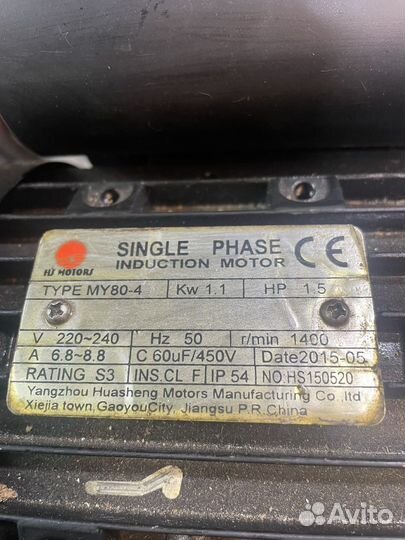 HS MOTORS
SINGLE PHASE
INDUCTION MOTOR
CE
TYPE MY80-4 Kw 1.1 HP 1.5
V 220~240 Hz 50 r/min 1400
A 6.8~8.8 C 60uF/450V Date2015-05
RATING S3 INS.CL F IP 54 NO:HS150520
Yangzhou Huasheng Motors Manufacturing Co.,ltd
Xiejia town,GaoyouCity, Jiangsu P.R.China
Avito